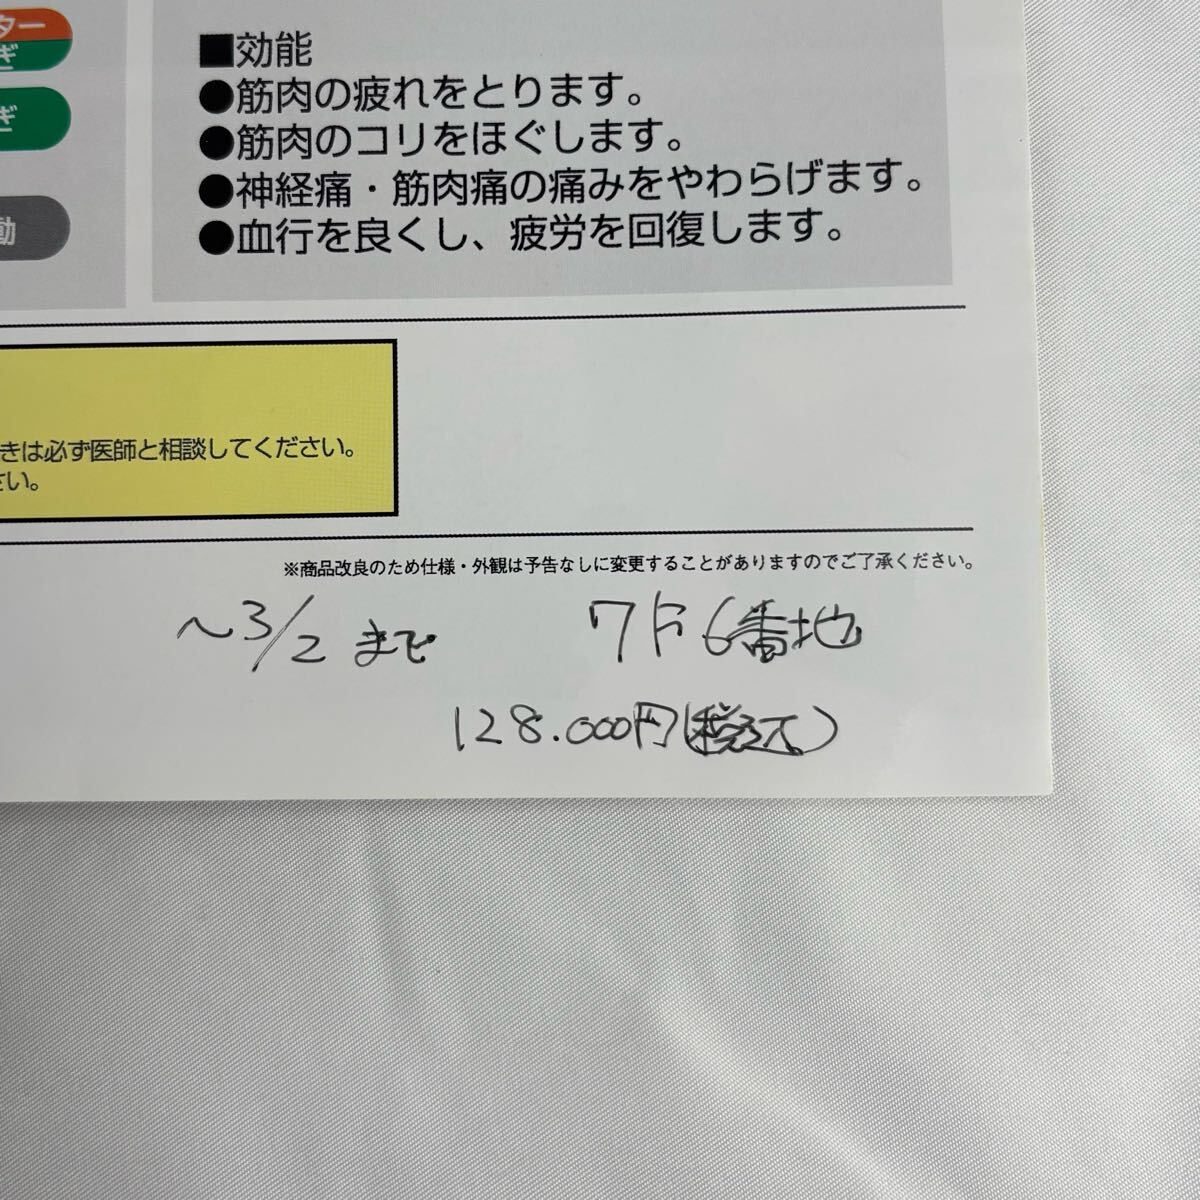 ター
ぎ
ぎ
動
■効能
●筋肉の疲れをとります。
●筋肉のコリをほぐします。
●神経痛・筋肉痛の痛みをやわらげます。
●血行を良くし、疲労を回復します。
きは必ず医師と相談してください。
さい。
※商品改良のため仕様・外観は予告なしに変更することがありますのでご了承ください。
〜3/2 まで 7F 6番地
128.000円(税込)